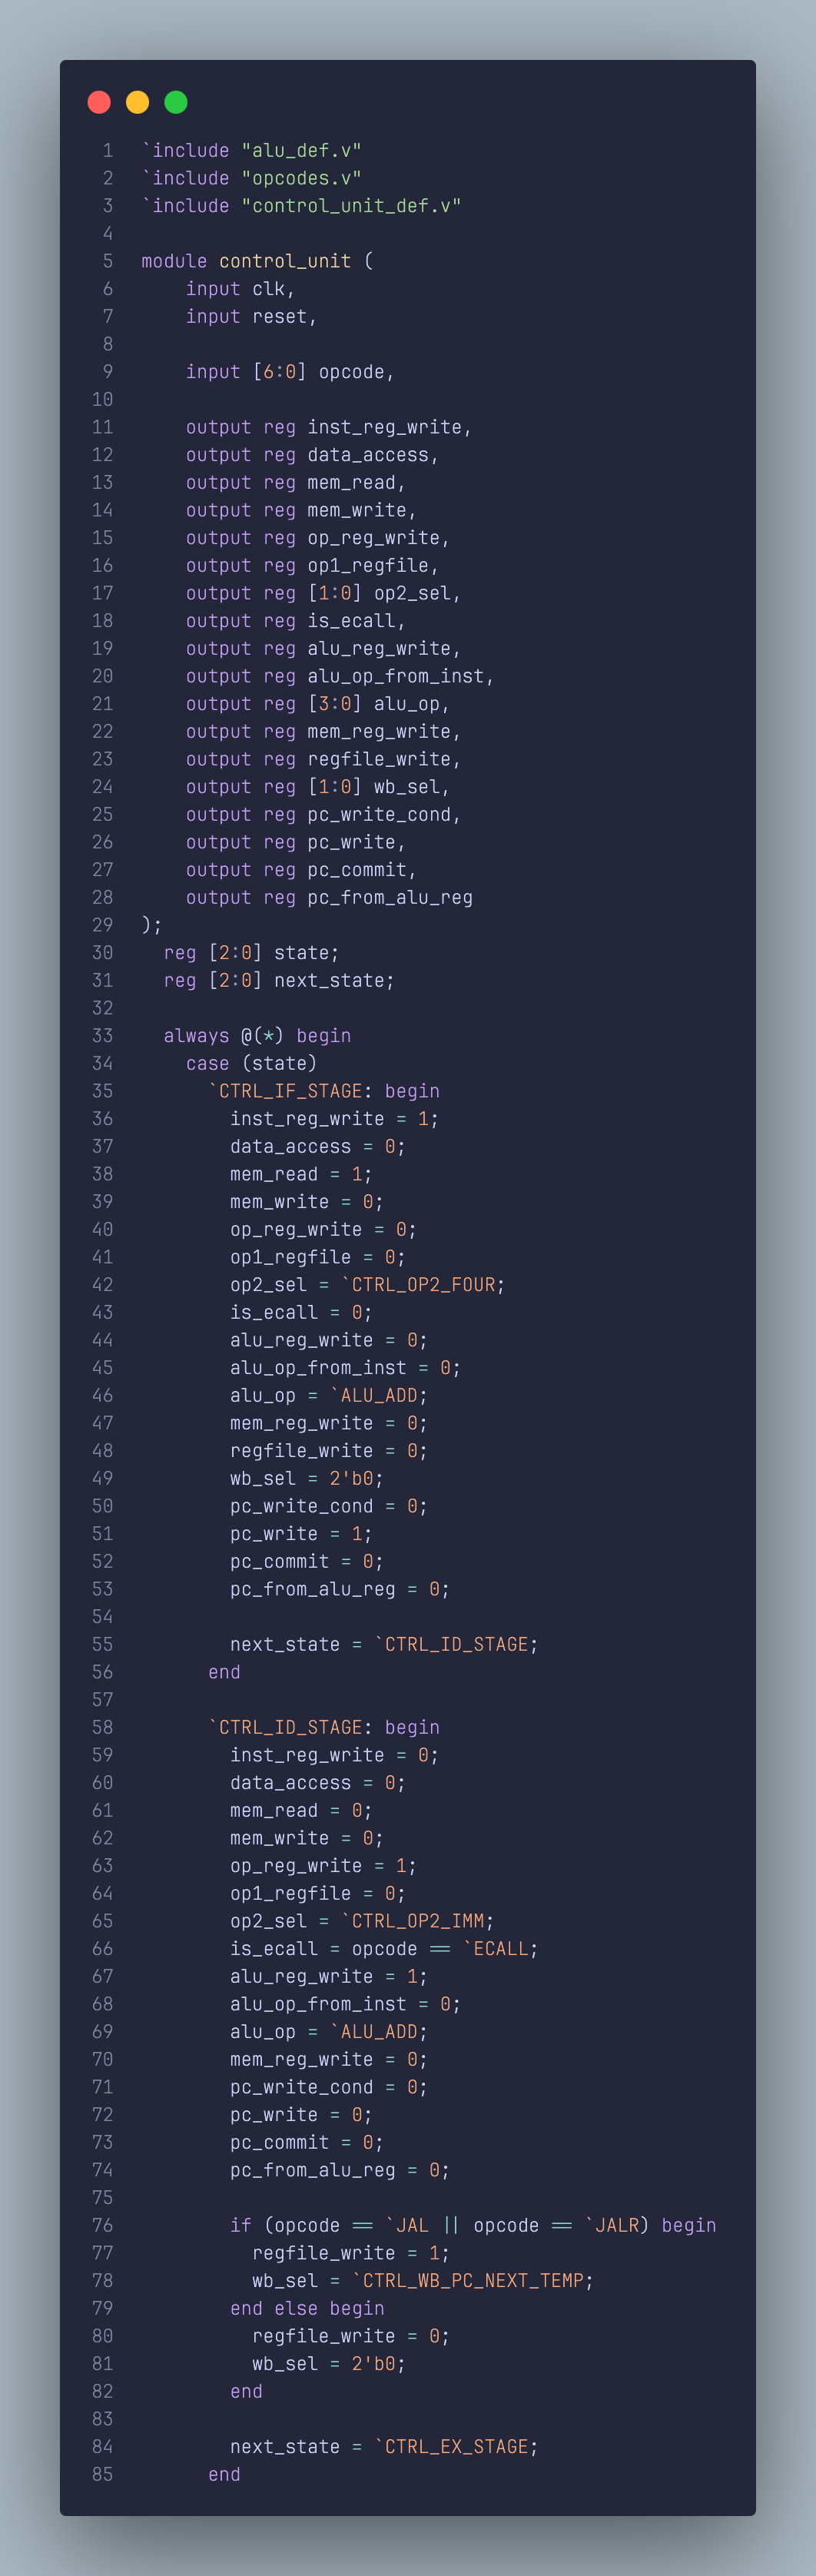 1 `include "alu_def.v"
2 `include "opcodes.v"
3 `include "control_unit_def.v"
4
5 module control_unit (
6     input clk,
7     input reset,
8
9     input [6:0] opcode,
10
11     output reg inst_reg_write,
12     output reg data_access,
13     output reg mem_read,
14     output reg mem_write,
15     output reg op_reg_write,
16     output reg op1_regfile,
17     output reg [1:0] op2_sel,
18     output reg is_ecall,
19     output reg alu_reg_write,
20     output reg alu_op_from_inst,
21     output reg [3:0] alu_op,
22     output reg mem_reg_write,
23     output reg regfile_write,
24     output reg [1:0] wb_sel,
25     output reg pc_write_cond,
26     output reg pc_write,
27     output reg pc_commit,
28     output reg pc_from_alu_reg
29 );
30   reg [2:0] state;
31   reg [2:0] next_state;
32
33   always @(*) begin
34     case (state)
35       `CTRL_IF_STAGE: begin
36         inst_reg_write = 1;
37         data_access = 0;
38         mem_read = 1;
39         mem_write = 0;
40         op_reg_write = 0;
41         op1_regfile = 0;
42         op2_sel = `CTRL_OP2_FOUR;
43         is_ecall = 0;
44         alu_reg_write = 0;
45         alu_op_from_inst = 0;
46         alu_op = `ALU_ADD;
47         mem_reg_write = 0;
48         regfile_write = 0;
49         wb_sel = 2'b0;
50         pc_write_cond = 0;
51         pc_write = 1;
52         pc_commit = 0;
53         pc_from_alu_reg = 0;
54
55         next_state = `CTRL_ID_STAGE;
56       end
57
58       `CTRL_ID_STAGE: begin
59         inst_reg_write = 0;
60         data_access = 0;
61         mem_read = 0;
62         mem_write = 0;
63         op_reg_write = 1;
64         op1_regfile = 0;
65         op2_sel = `CTRL_OP2_IMM;
66         is_ecall = opcode == `ECALL;
67         alu_reg_write = 1;
68         alu_op_from_inst = 0;
69         alu_op = `ALU_ADD;
70         mem_reg_write = 0;
71         pc_write_cond = 0;
72         pc_write = 0;
73         pc_commit = 0;
74         pc_from_alu_reg = 0;
75
76         if (opcode == `JAL || opcode == `JALR) begin
77           regfile_write = 1;
78           wb_sel = `CTRL_WB_PC_NEXT_TEMP;
79         end else begin
80           regfile_write = 0;
81           wb_sel = 2'b0;
82         end
83
84         next_state = `CTRL_EX_STAGE;
85       end